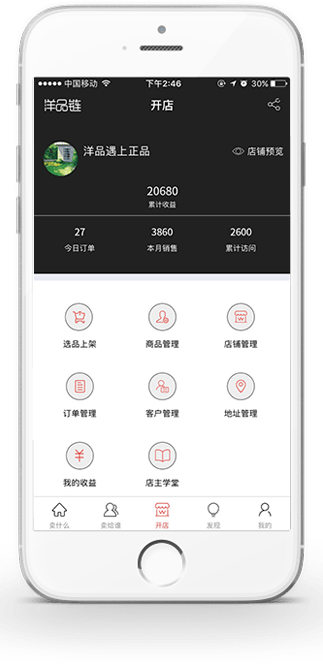 中国移动 下午2:46 30%
洋品链 开店
洋品遇上正品 店铺预览
20680
累计收益
27 3860 2600
今日订单 本月销售 累计访问
选品上架 商品管理 店铺管理
订单管理 客户管理 地址管理
我的收益 店主学堂
卖什么 卖给谁 开店 发现 我的